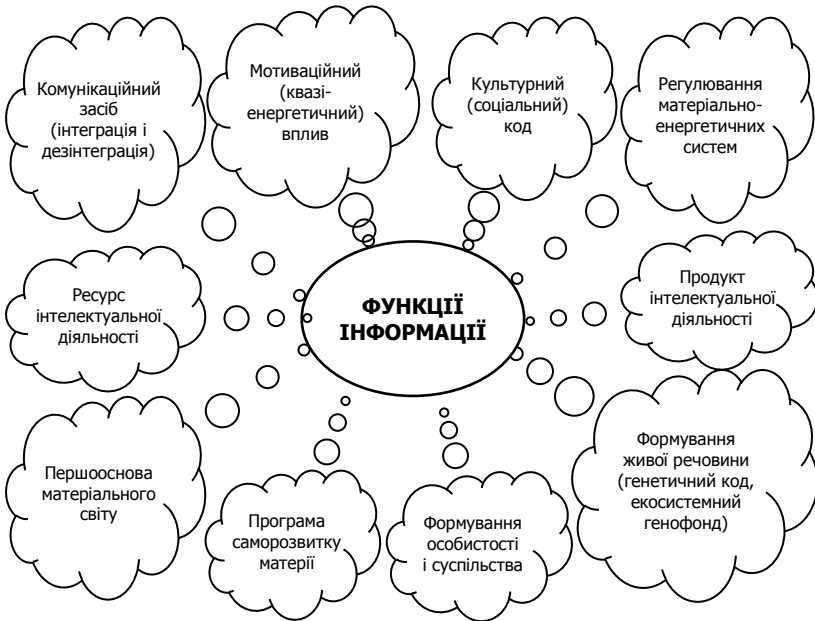 Комунікаційний
засіб
(інтеграція і
дезінтеграція)
Мотиваційний
(квазі-
енергетичний)
вплив
Культурний
(соціальний)
код
Регулювання
матеріально-
енергетичних
систем
Ресурс
інтелектуальної
діяльності
ФУНКЦІЇ
ІНФОРМАЦІЇ
Продукт
інтелектуальної
діяльності
Першооснова
матеріального
світу
Програма
саморозвитку
матерії
Формування
особистості
і суспільства
Формування
живої речовини
(генетичний код,
екосистемний
генофонд)